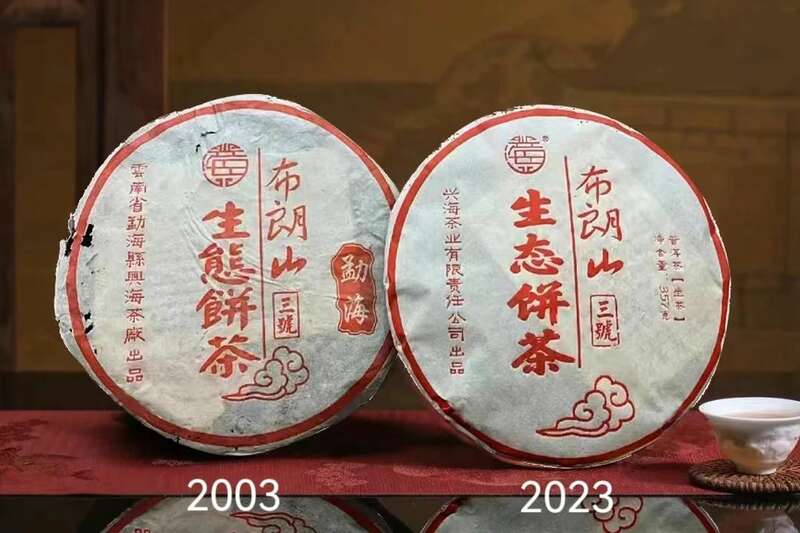 布朗山
三號
生態餅茶
勐海
雲南省勐海縣興海茶廠出品
普洱茶【生茶】
净含量：357克
布朗山
三號
生态饼茶
兴海茶业有限责任公司出品
2003
2023